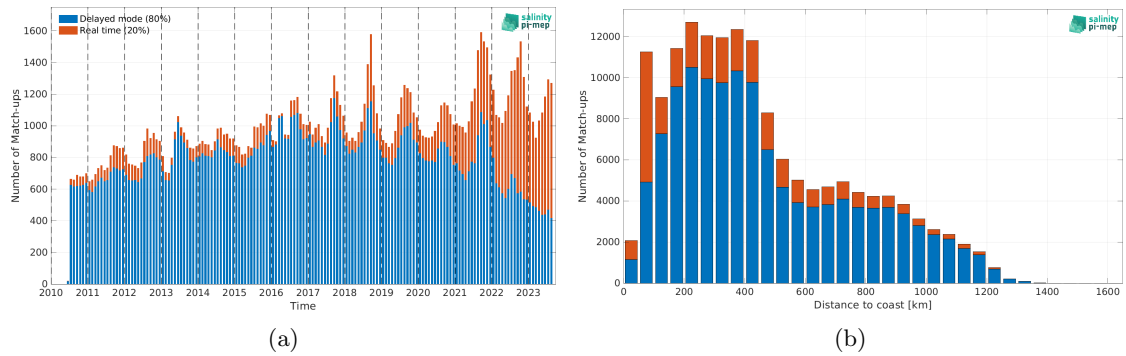 Delayed mode (80%)
Real time (20%)
salinity
pi-mep
Number of Match-ups
1600
1400
1200
1000
800
600
400
200
0
2010 2011 2012 2013 2014 2015 2016 2017 2018 2019 2020 2021 2022 2023
Time
(a)
salinity
pi-mep
Number of Match-ups
12000
10000
8000
6000
4000
2000
0
0 200 400 600 800 1000 1200 1400 1600
Distance to coast [km]
(b)